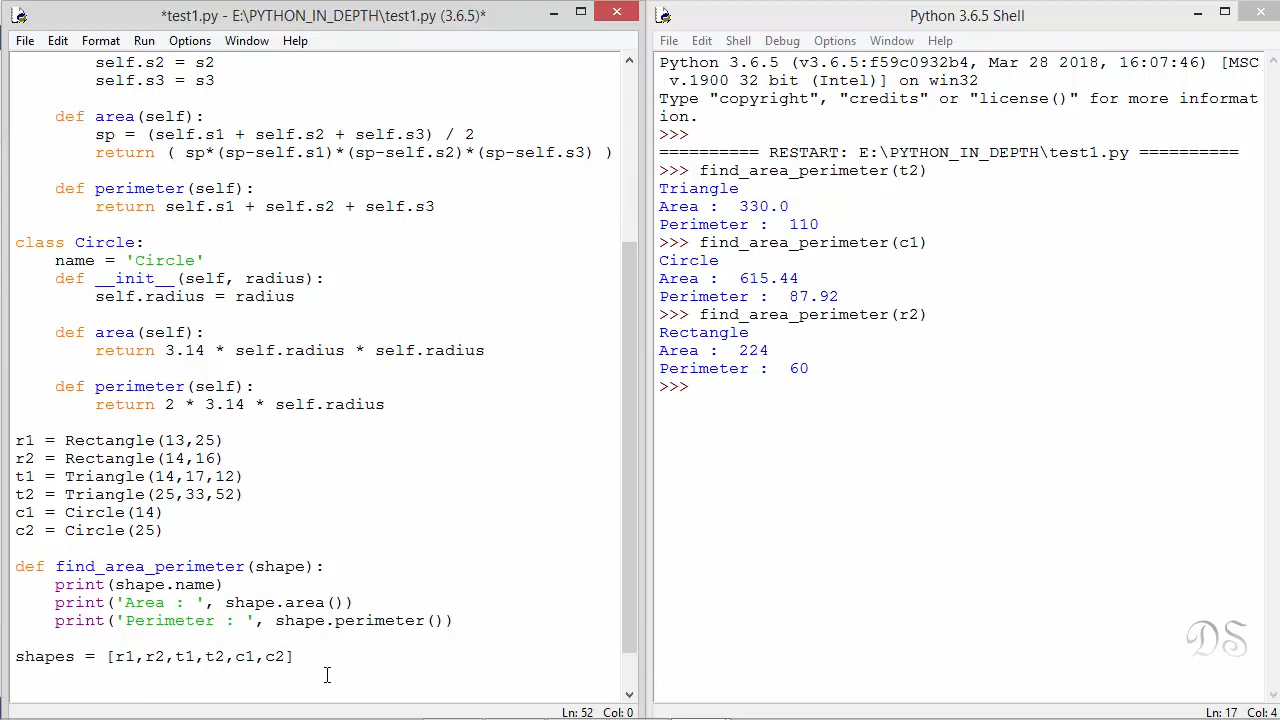 *test1.py - E:\PYTHON_IN_DEPTH\test1.py (3.6.5)*
File Edit Format Run Options Window Help
self.s2 = s2
self.s3 = s3
def area(self):
sp = (self.s1 + self.s2 + self.s3) / 2
return ( sp*(sp-self.s1)*(sp-self.s2)*(sp-self.s3) )
def perimeter(self):
return self.s1 + self.s2 + self.s3
class Circle:
name = 'Circle'
def __init__(self, radius):
self.radius = radius
def area(self):
return 3.14 * self.radius * self.radius
def perimeter(self):
return 2 * 3.14 * self.radius
r1 = Rectangle(13,25)
r2 = Rectangle(14,16)
t1 = Triangle(14,17,12)
t2 = Triangle(25,33,52)
c1 = Circle(14)
c2 = Circle(25)
def find_area_perimeter(shape):
print(shape.name)
print('Area : ', shape.area())
print('Perimeter : ', shape.perimeter())
shapes = [r1,r2,t1,t2,c1,c2]
Ln: 52 Col: 0
Python 3.6.5 Shell
File Edit Shell Debug Options Window Help
Python 3.6.5 (v3.6.5:f59c0932b4, Mar 28 2018, 16:07:46) [MSC
v.1900 32 bit (Intel)] on win32
Type "copyright", "credits" or "license()" for more informat
ion.
>>>
========== RESTART: E:\PYTHON_IN_DEPTH\test1.py ==========
>>> find_area_perimeter(t2)
Triangle
Area :  330.0
Perimeter :  110
>>> find_area_perimeter(c1)
Circle
Area :  615.44
Perimeter :  87.92
>>> find_area_perimeter(r2)
Rectangle
Area :  224
Perimeter :  60
>>>
DS
Ln: 17 Col: 4